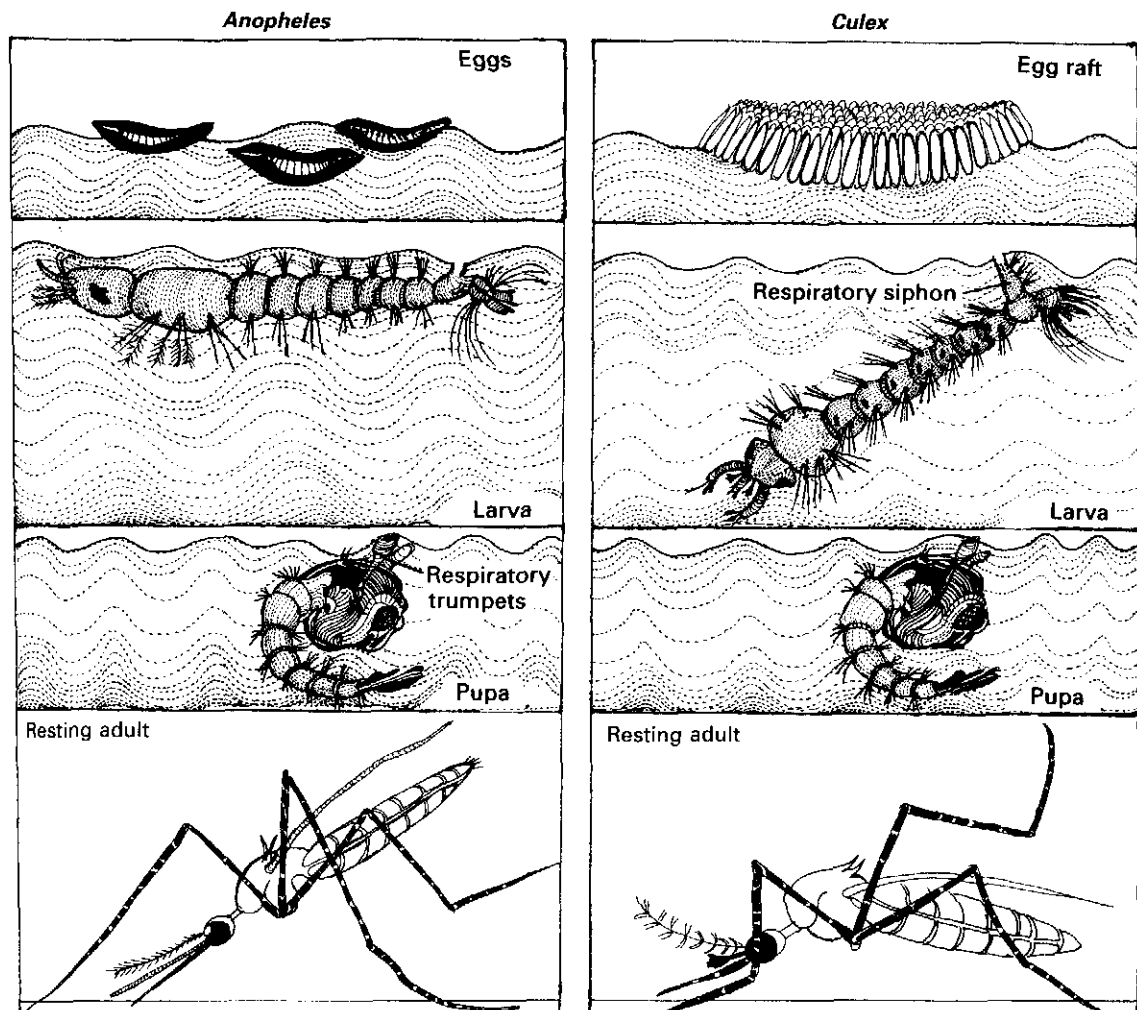 Anopheles
Culex
Eggs
Egg raft
Respiratory siphon
Larva
Larva
Respiratory
trumpets
Pupa
Pupa
Resting adult
Resting adult